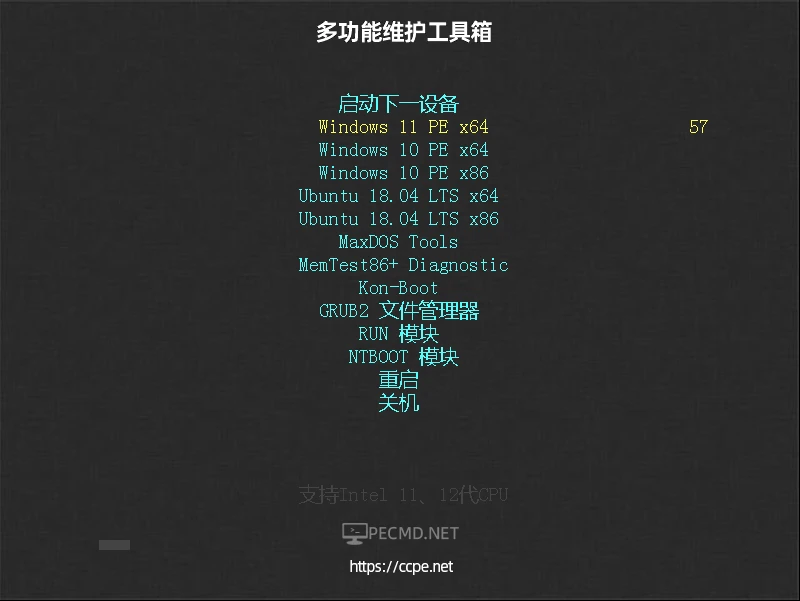 多功能维护工具箱
启动下一设备
Windows 11 PE x64 57
Windows 10 PE x64
Windows 10 PE x86
Ubuntu 18.04 LTS x64
Ubuntu 18.04 LTS x86
MaxDOS Tools
MemTest86+ Diagnostic
Kon-Boot
GRUB2 文件管理器
RUN 模块
NTBOOT 模块
重启
关机
支持Intel 11、12代CPU
PECMD.NET
https://ccpe.net